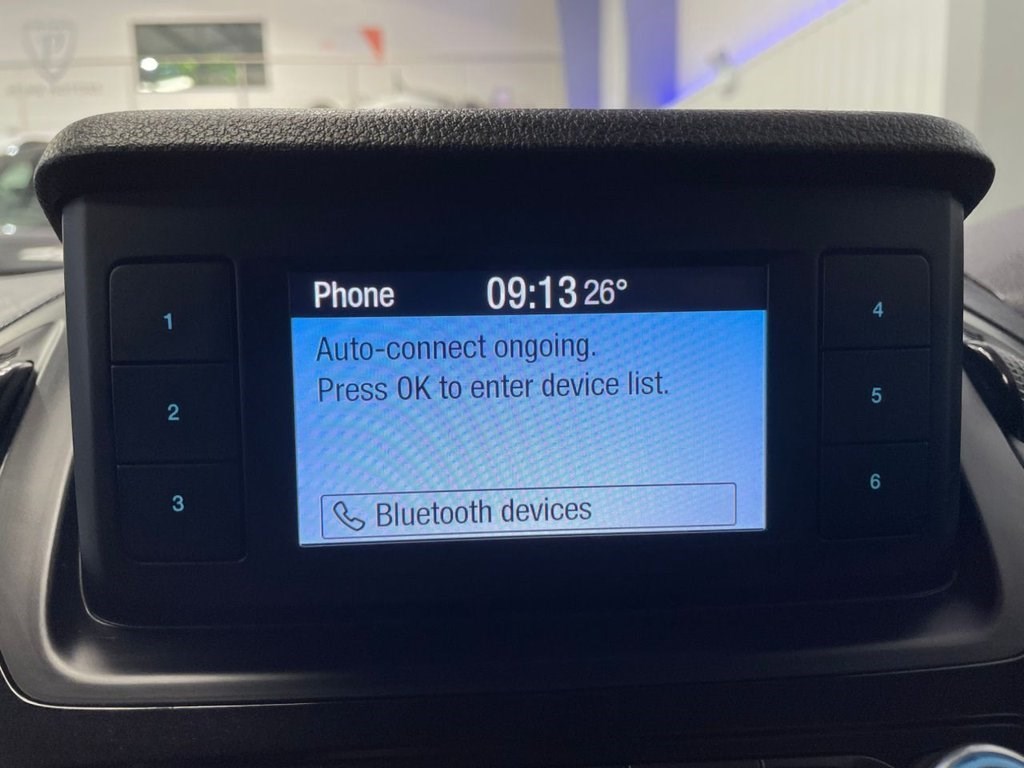 Phone 09:13 26°
Auto-connect ongoing.
Press OK to enter device list.
Bluetooth devices
1
2
3
4
5
6